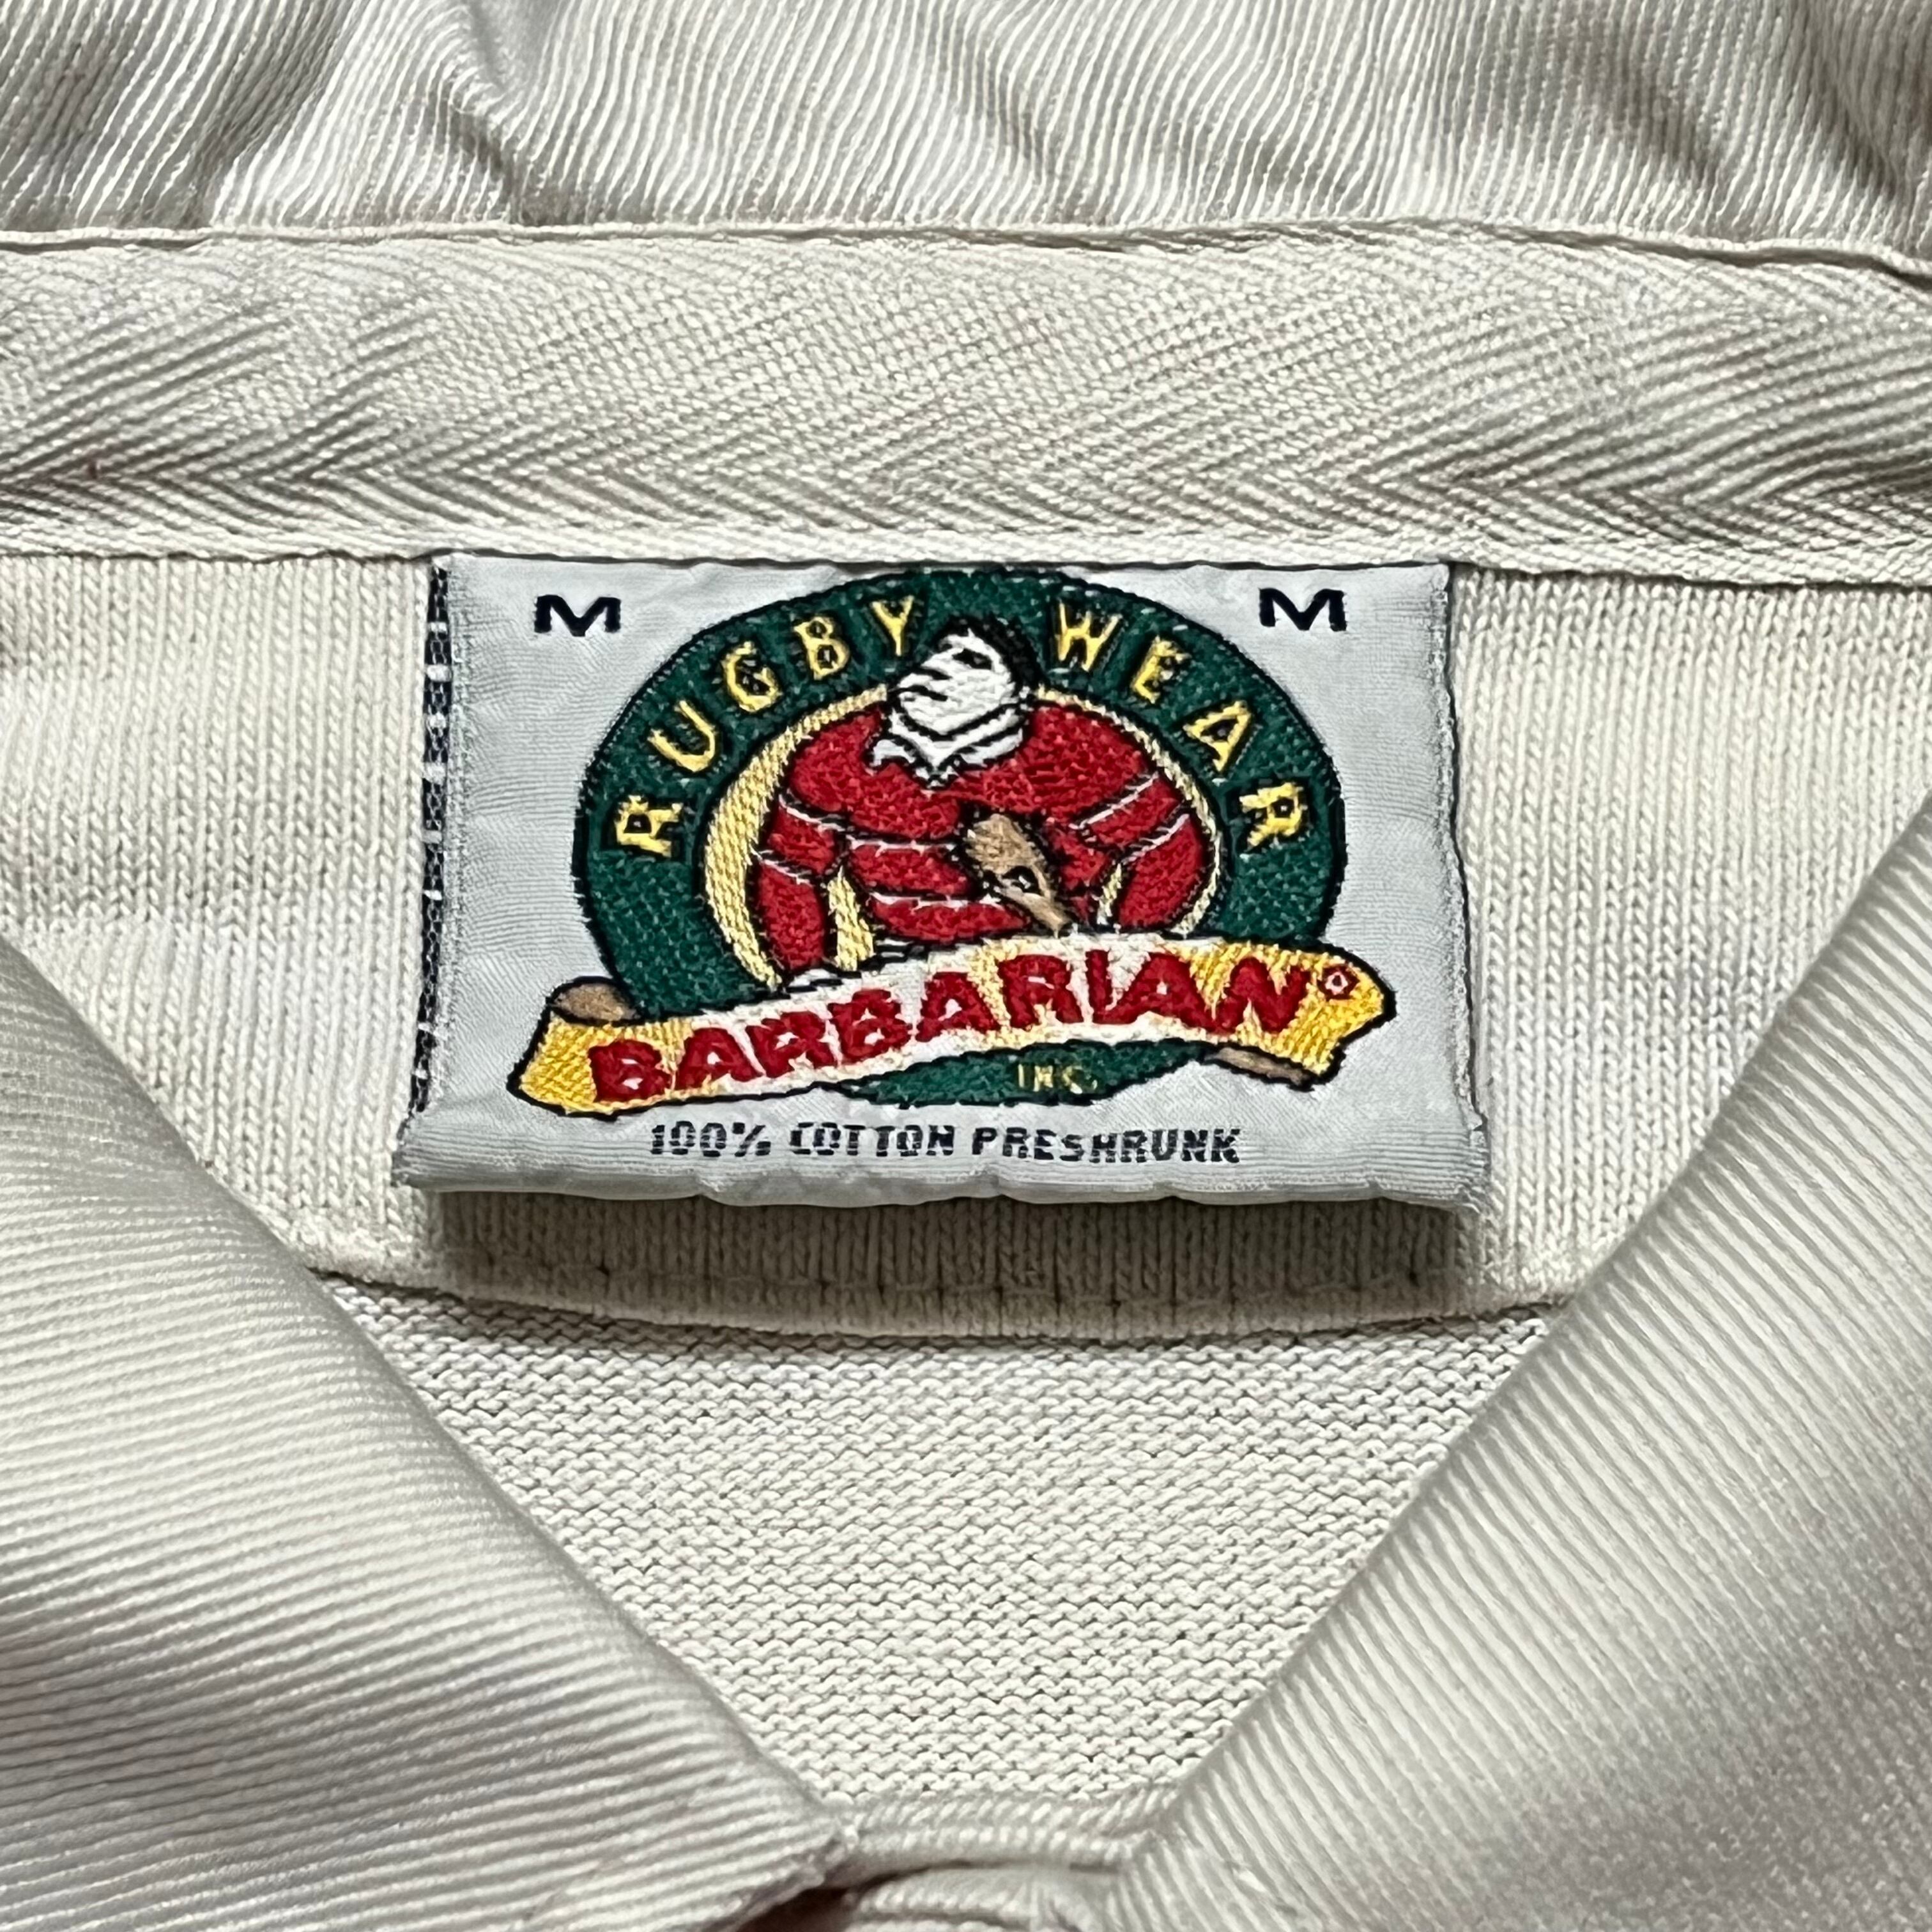 M M
RUGBY WEAR
BARBARIAN®
INC.
100% COTTON PRESHRUNK